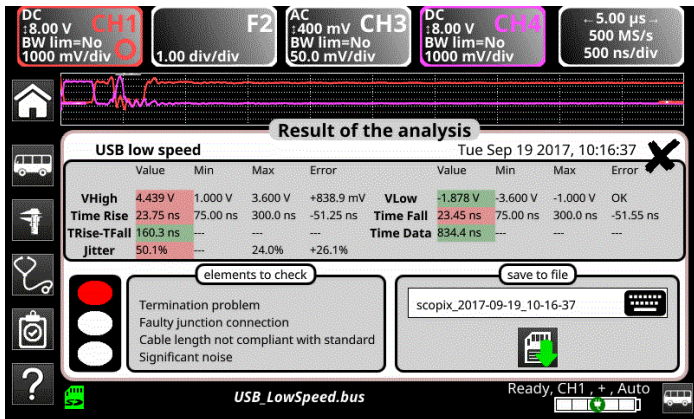 DC
↕8.00 V CH1
BW lim=No
1000 mV/div
F2
1.00 div/div
AC
↕400 mV CH3
BW lim=No
50.0 mV/div
DC
↕8.00 V CH4
BW lim=No
1000 mV/div
←5.00 µs→
500 MS/s
500 ns/div
Result of the analysis
USB low speed Tue Sep 19 2017, 10:16:37
Value Min Max Error Value Min Max Error
VHigh 4.439 V 1.000 V 3.600 V +838.9 mV VLow -1.878 V -3.600 V -1.000 V OK
Time Rise 23.75 ns 75.00 ns 300.0 ns -51.25 ns Time Fall 23.45 ns 75.00 ns 300.0 ns -51.55 ns
TRise-TFall 160.3 ns --- --- --- Time Data 834.4 ns --- --- ---
Jitter 50.1% --- 24.0% +26.1%
elements to check
Termination problem
Faulty junction connection
Cable length not compliant with standard
Significant noise
save to file
scopix_2017-09-19_10-16-37
?
USB_LowSpeed.bus
Ready, CH1 , + , Auto